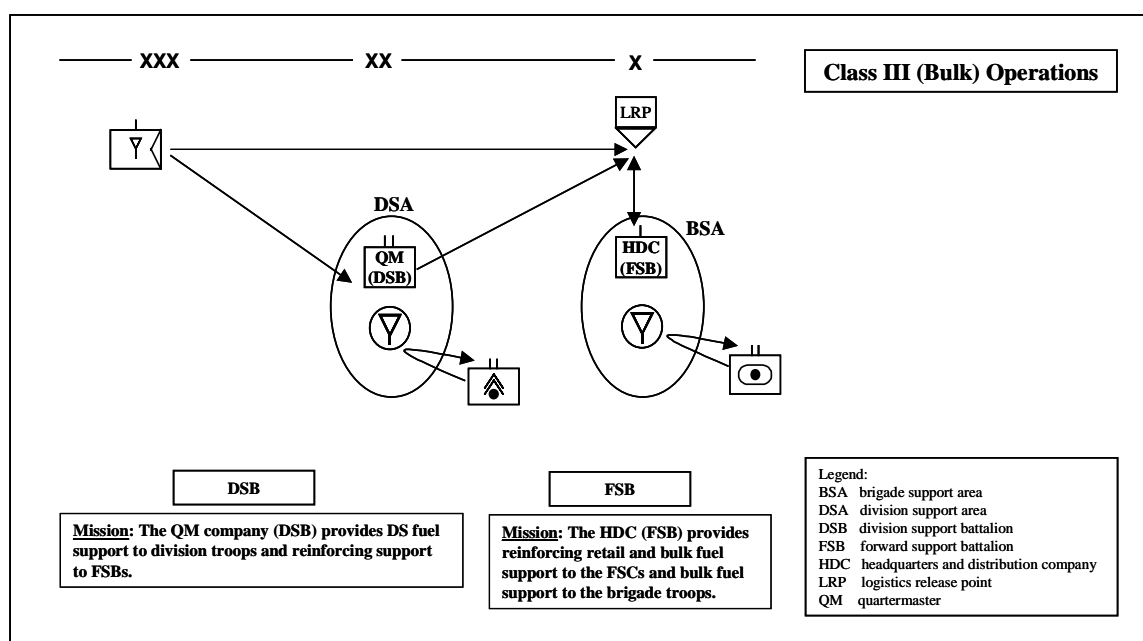 XXX XX X
Class III (Bulk) Operations
LRP
DSA
BSA
QM
(DSB)
HDC
(FSB)
DSB
FSB
Mission: The QM company (DSB) provides DS fuel
support to division troops and reinforcing support
to FSBs.
Mission: The HDC (FSB) provides
reinforcing retail and bulk fuel
support to the FSCs and bulk fuel
support to the brigade troops.
Legend:
BSA brigade support area
DSA division support area
DSB division support battalion
FSB forward support battalion
HDC headquarters and distribution company
LRP logistics release point
QM quartermaster